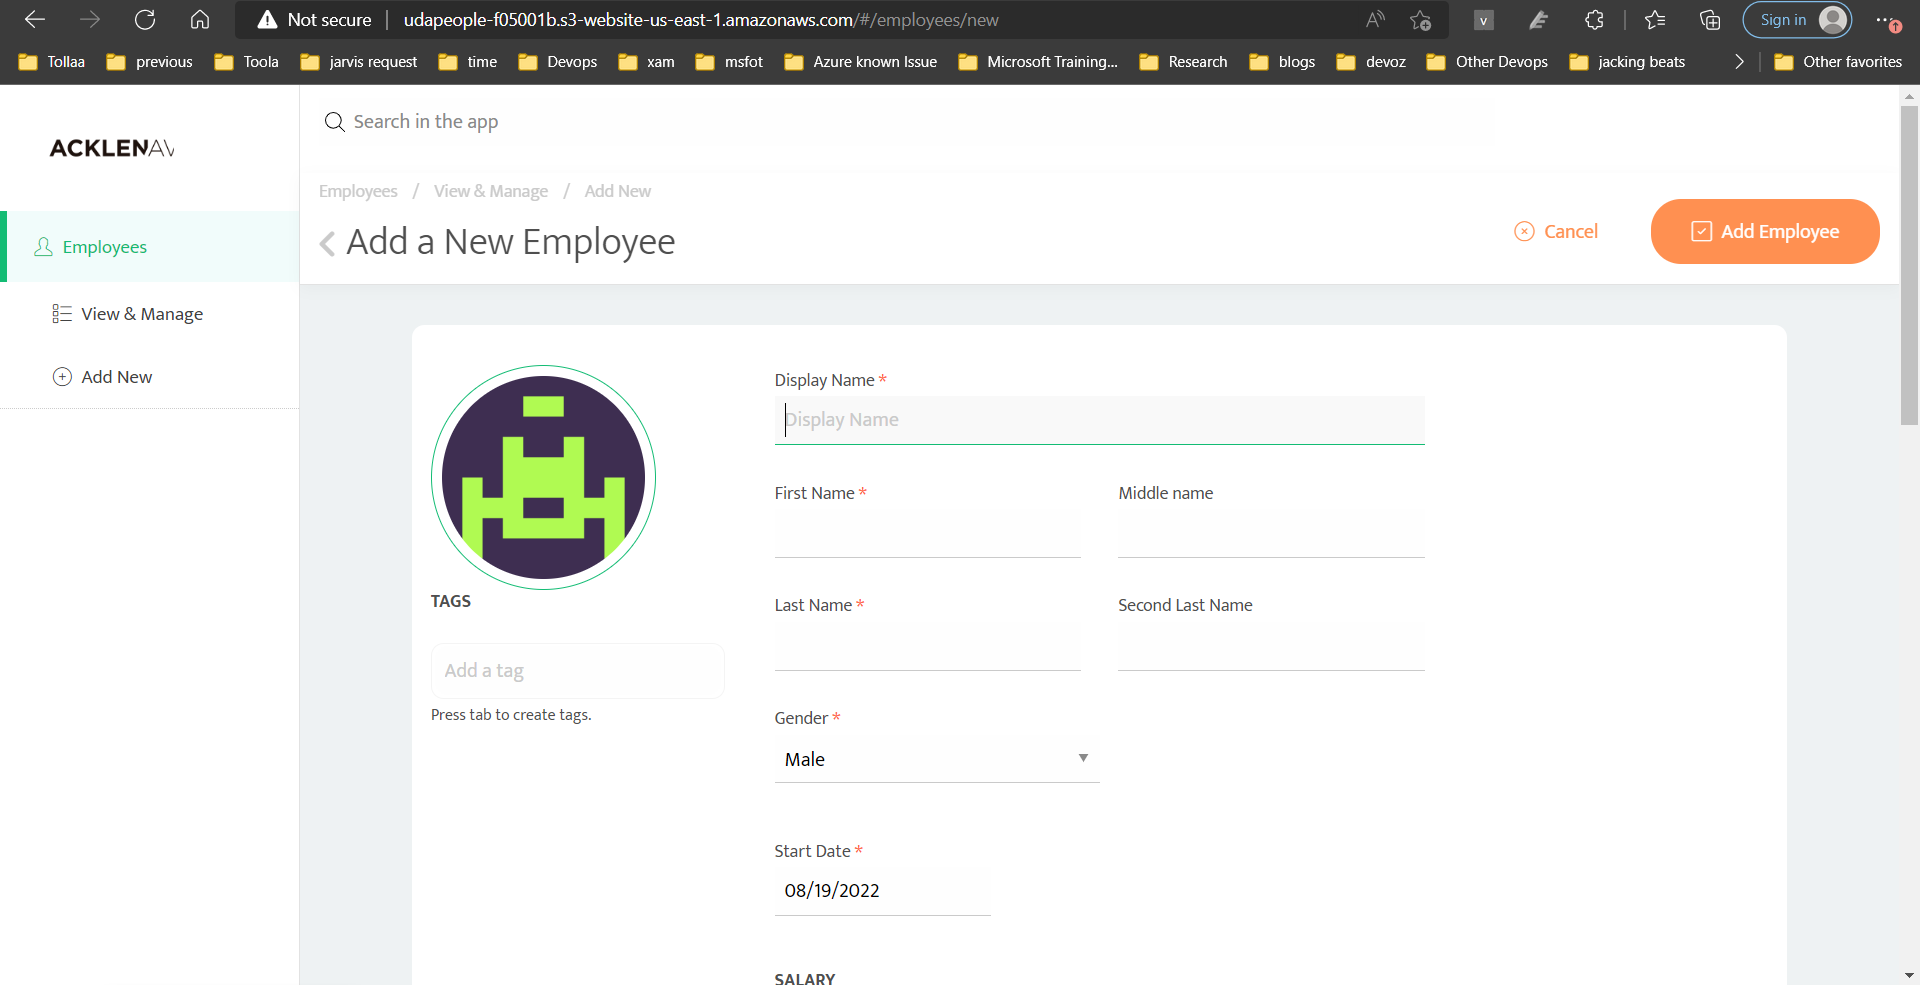 Not secure | udapeople-f05001b.s3-website-us-east-1.amazonaws.com/#/employees/new A Sign in
Tollaa previous Toola jarvis request time Devops xam msfot Azure known Issue Microsoft Training... Research blogs devoz Other Devops jacking beats Other favorites
Search in the app
ACKLENAV
Employees / View & Manage / Add New
Add a New Employee
Cancel Add Employee
Employees
View & Manage
Add New
Display Name *
Display Name
First Name * Middle name
TAGS
Last Name * Second Last Name
Add a tag
Press tab to create tags.
Gender *
Male
Start Date *
08/19/2022
SALARY